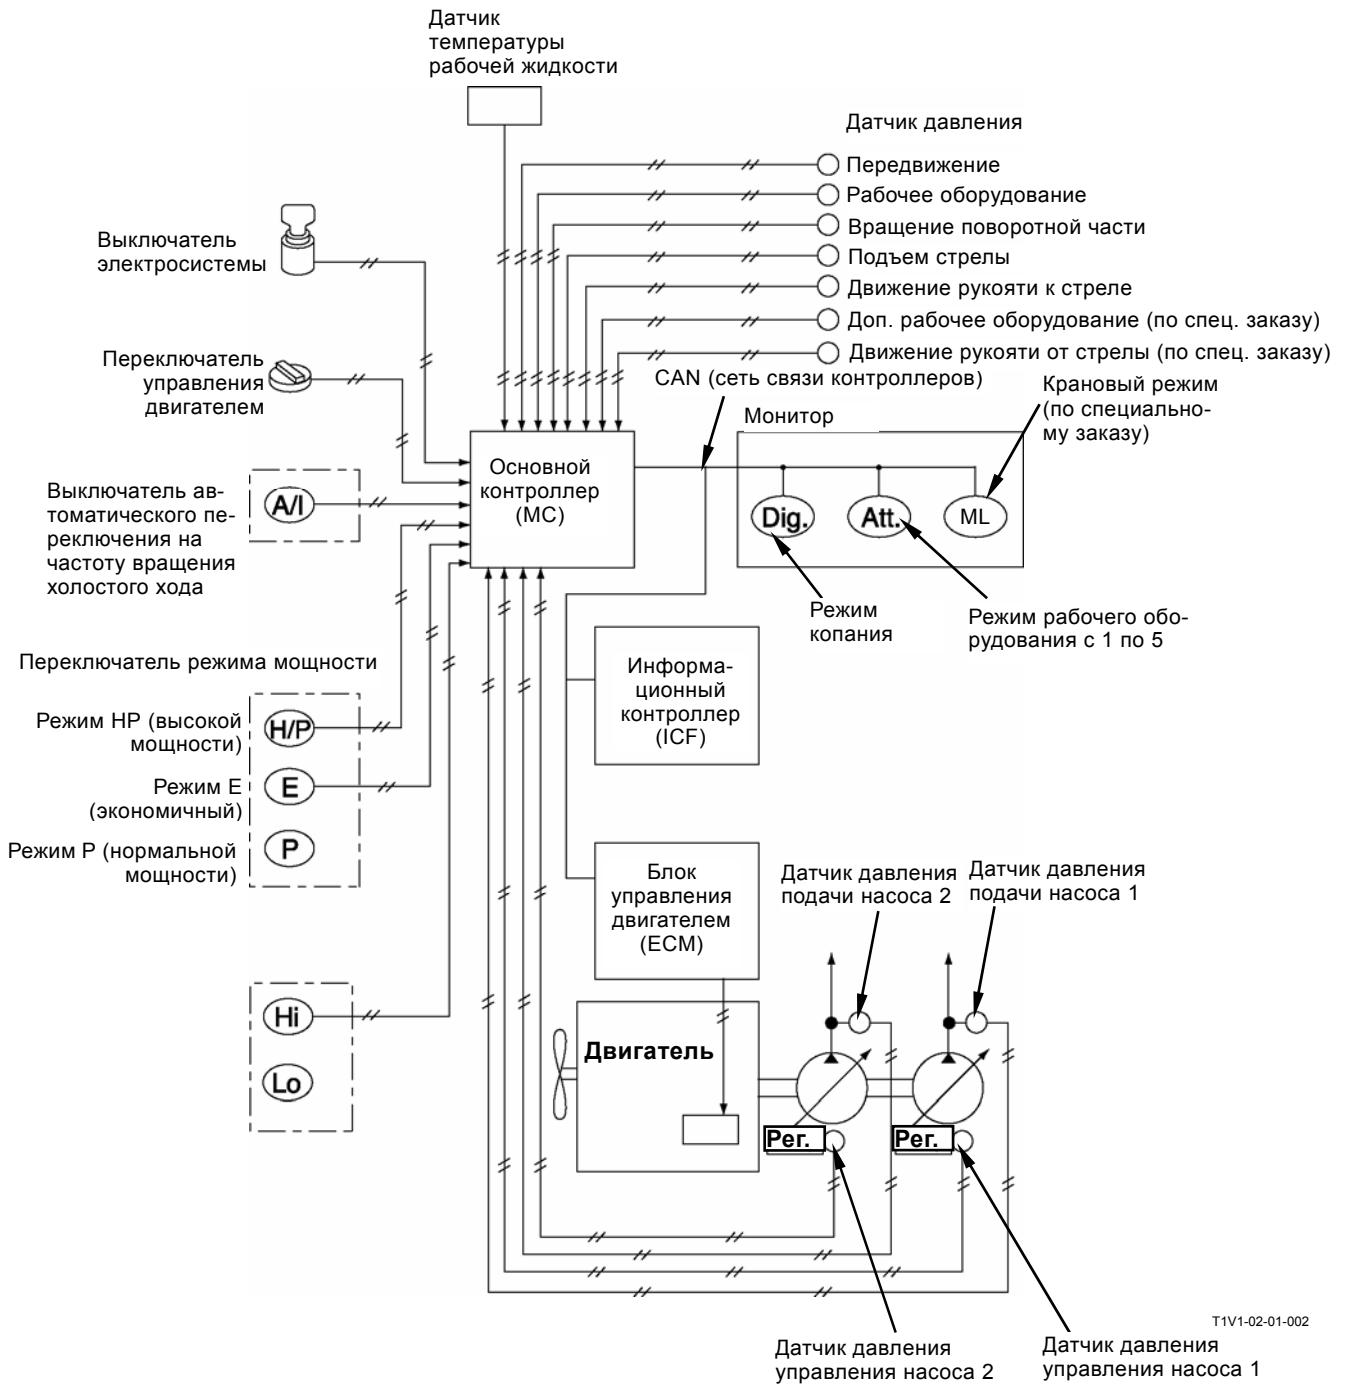 Датчик
температуры
рабочей жидкости
Датчик давления
Передвижение
Рабочее оборудование
Вращение поворотной части
Подъем стрелы
Движение рукояти к стреле
Доп. рабочее оборудование (по спец. заказу)
Движение рукояти от стрелы (по спец. заказу)
Выключатель
электросистемы
Переключатель
управления
двигателем
CAN (сеть связи контроллеров)
Крановый режим
(по специально-
му заказу)
Монитор
Основной
контроллер
(MC)
Выключатель ав-
томатического пе-
реключения на
частоту вращения
холостого хода
A/I
Dig.
Att.
ML
Режим
копания
Режим рабочего обо-
рудования с 1 по 5
Переключатель режима мощности
Режим HP (высокой
мощности)
H/P
Режим E
(экономичный)
E
Режим P (нормальной
мощности)
P
Информа-
ционный
контроллер
(ICF)
Блок
управления
двигателем
(ECM)
Датчик давления
подачи насоса 2
Датчик давления
подачи насоса 1
Hi
Lo
Двигатель
Рег.
Рег.
T1V1-02-01-002
Датчик давления
управления насоса 2
Датчик давления
управления насоса 1